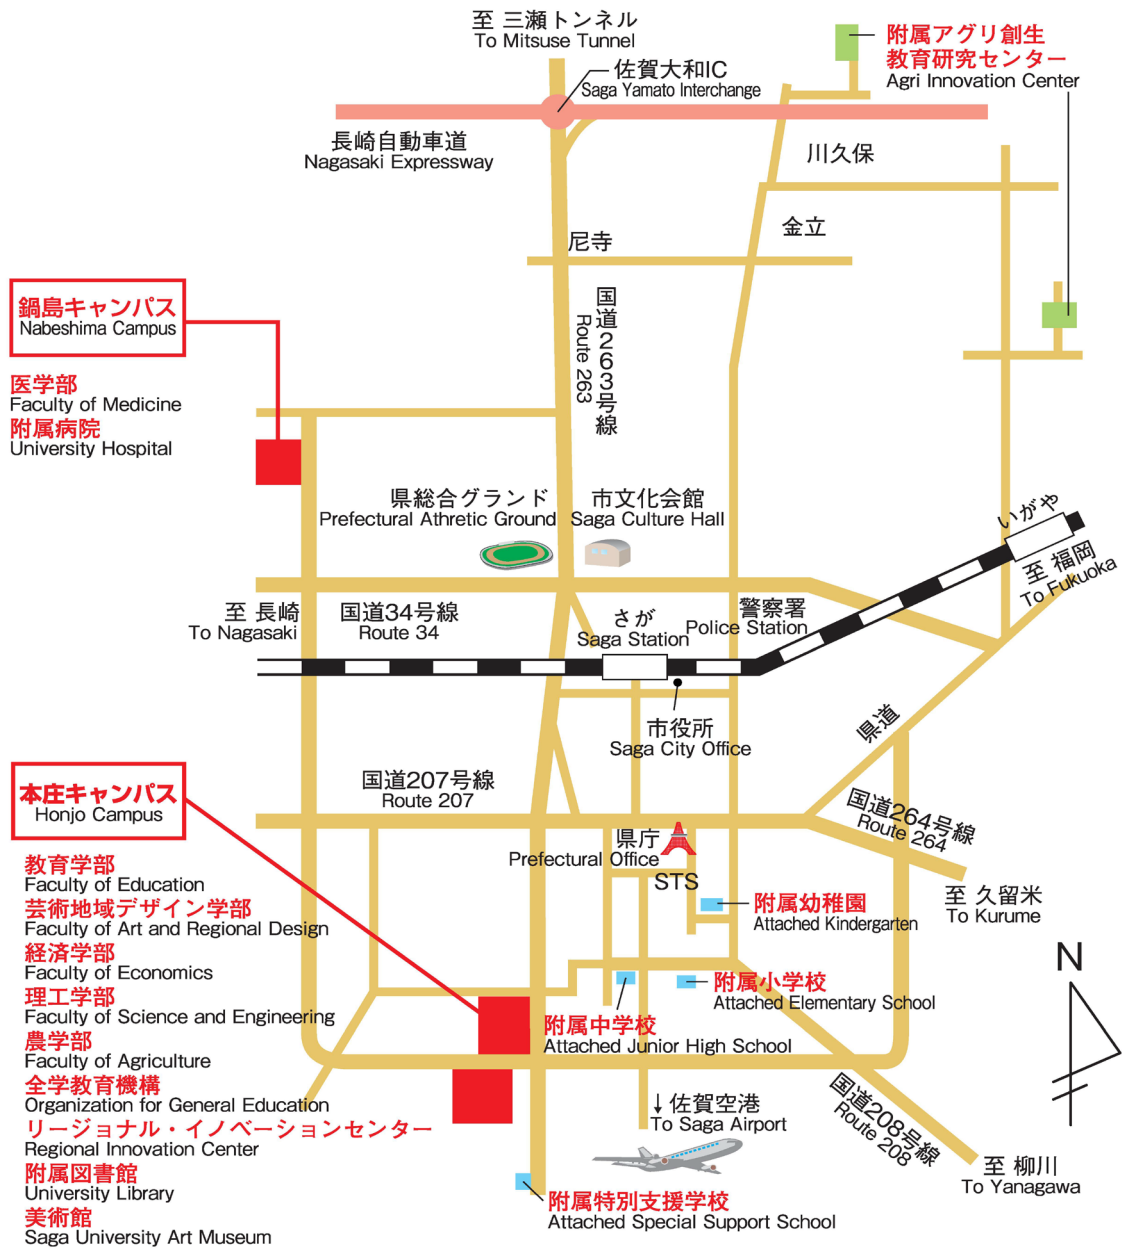 至 三瀬トンネル
To Mitsuse Tunnel
佐賀大和IC
Saga Yamato Interchange
附属アグリ創生
教育研究センター
Agri Innovation Center
長崎自動車道
Nagasaki Expressway
川久保
金立
尼寺
国道263号線
Route 263
鍋島キャンパス
Nabeshima Campus
医学部
Faculty of Medicine
附属病院
University Hospital
県総合グランド
Prefectural Athretic Ground
市文化会館
Saga Culture Hall
いがや
至 福岡
To Fukuoka
至 長崎
To Nagasaki
国道34号線
Route 34
さが
Saga Station
警察署
Police Station
市役所
Saga City Office
県道
国道207号線
Route 207
国道264号線
Route 264
至 久留米
To Kurume
本庄キャンパス
Honjo Campus
県庁
Prefectural Office
STS
教育学部
Faculty of Education
芸術地域デザイン学部
Faculty of Art and Regional Design
経済学部
Faculty of Economics
理工学部
Faculty of Science and Engineering
農学部
Faculty of Agriculture
全学教育機構
Organization for General Education
リージョナル・イノベーションセンター
Regional Innovation Center
附属図書館
University Library
美術館
Saga University Art Museum
附属幼稚園
Attached Kindergarten
附属小学校
Attached Elementary School
附属中学校
Attached Junior High School
N
↓佐賀空港
To Saga Airport
国道208号線
Route 208
至 柳川
To Yanagawa
附属特別支援学校
Attached Special Support School